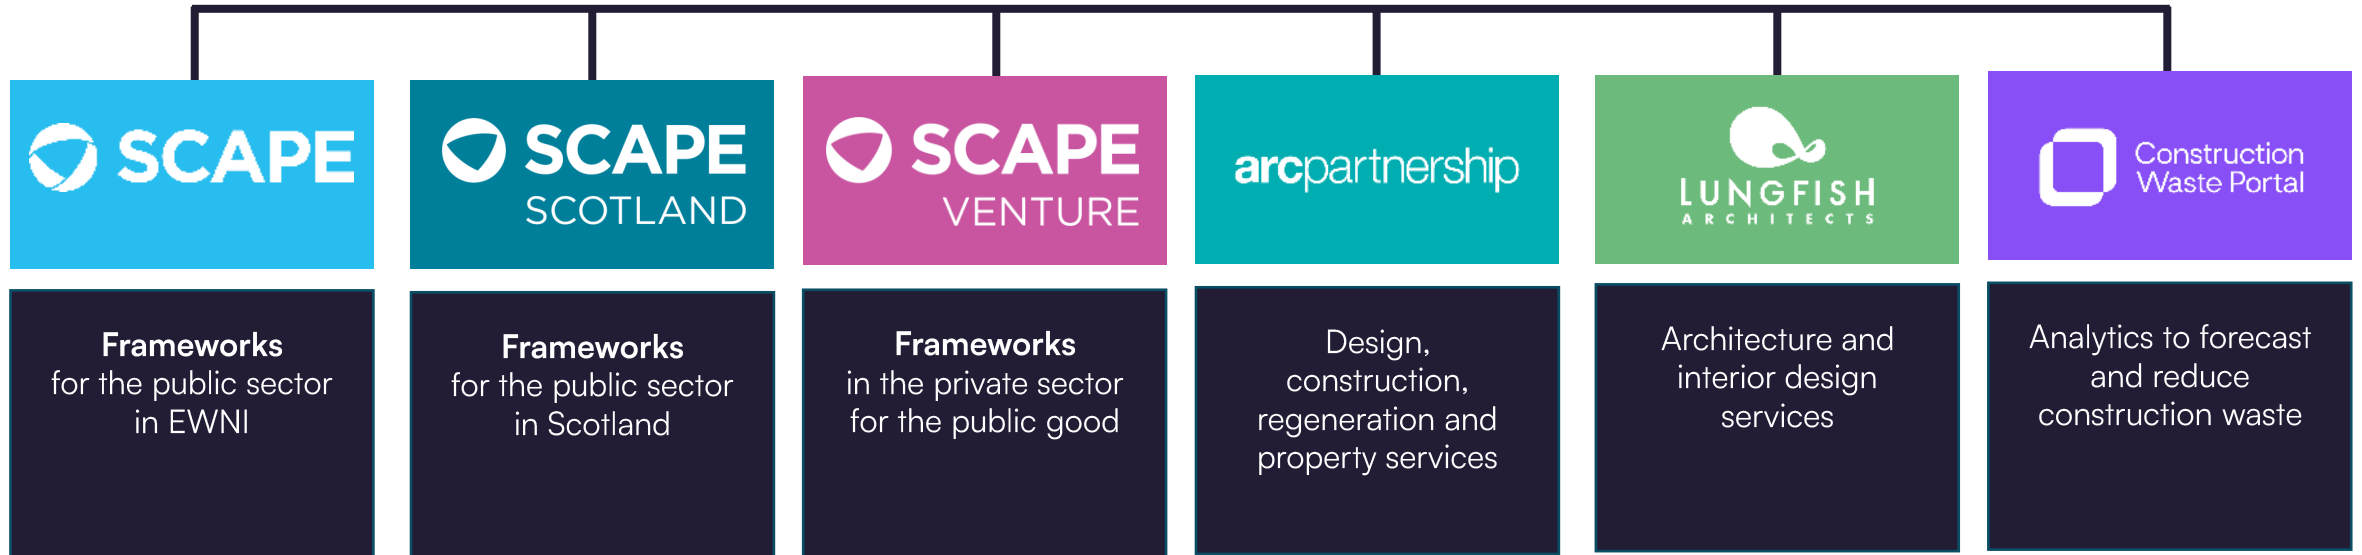 SCAPE
SCAPE
SCOTLAND
SCAPE
VENTURE
arcpartnership
LUNGFISH
ARCHITECTS
Construction
Waste Portal
Frameworks
for the public sector
in EWNI
Frameworks
for the public sector
in Scotland
Frameworks
in the private sector
for the public good
Design,
construction,
regeneration and
property services
Architecture and
interior design
services
Analytics to forecast
and reduce
construction waste